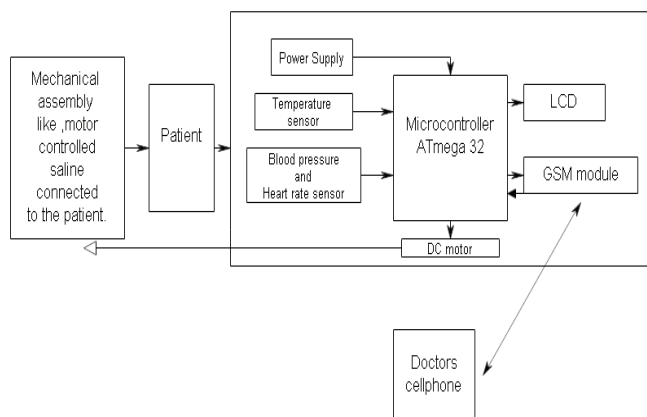 Mechanical
assembly
like ,motor
controlled
saline
connected
to the patient.
Patient
Power Supply
Temperature
sensor
Blood pressure
and
Heart rate sensor
Microcontroller
ATmega 32
LCD
GSM module
DC motor
Doctors
cellphone